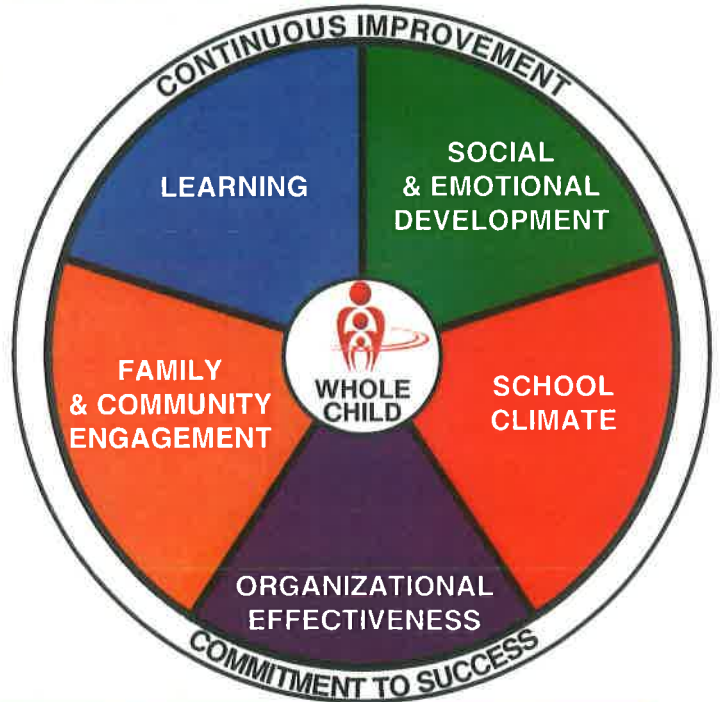 CONTINUOUS IMPROVEMENT
LEARNING
SOCIAL
& EMOTIONAL
DEVELOPMENT
FAMILY
& COMMUNITY
ENGAGEMENT
WHOLE
CHILD
SCHOOL
CLIMATE
ORGANIZATIONAL
EFFECTIVENESS
COMMITMENT TO SUCCESS